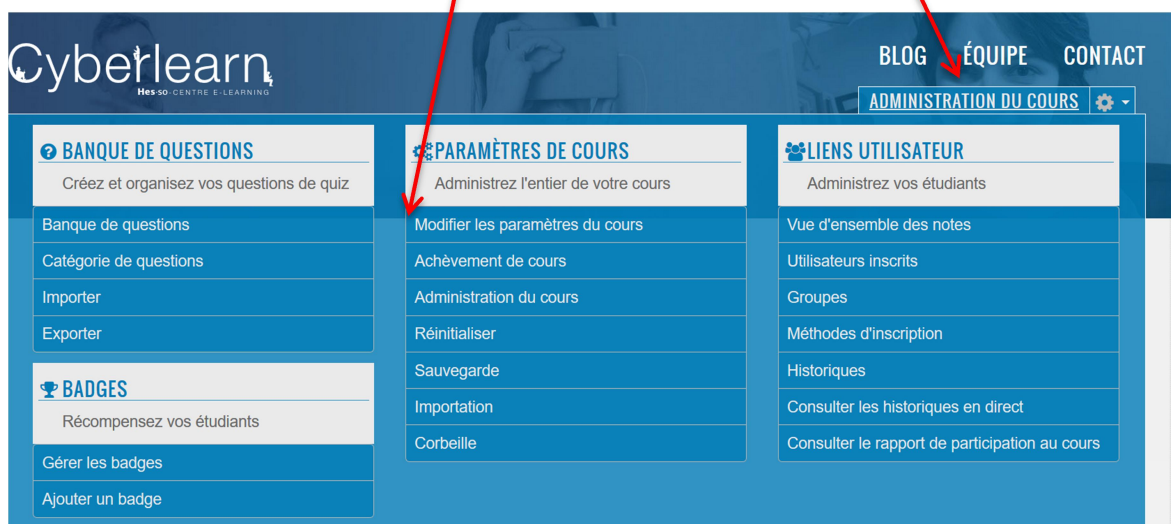 Cyberlearn
Hes·so-CENTRE E-LEARNING
BLOG ÉQUIPE CONTACT
ADMINISTRATION DU COURS
BANQUE DE QUESTIONS
Créez et organisez vos questions de quiz
Banque de questions
Catégorie de questions
Importer
Exporter
BADGES
Récompensez vos étudiants
Gérer les badges
Ajouter un badge
PARAMÈTRES DE COURS
Administrez l'entier de votre cours
Modifier les paramètres du cours
Achèvement de cours
Administration du cours
Réinitialiser
Sauvegarde
Importation
Corbeille
LIENS UTILISATEUR
Administrez vos étudiants
Vue d'ensemble des notes
Utilisateurs inscrits
Groupes
Méthodes d'inscription
Historiques
Consulter les historiques en direct
Consulter le rapport de participation au cours